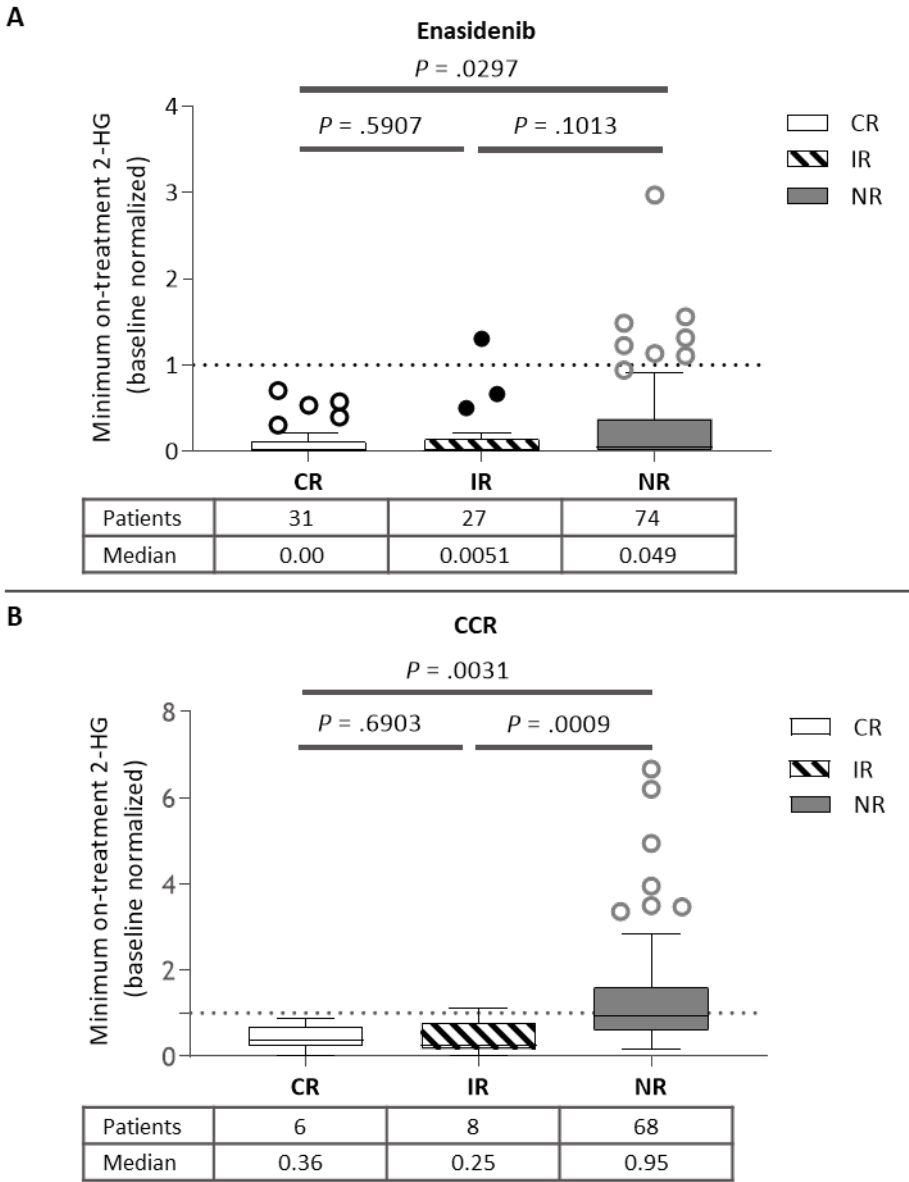 A
Enasidenib
P = .0297
P = .5907
P = .1013
Minimum on-treatment 2-HG
(baseline normalized)
4
3
2
1
0
CR
IR
NR
CR IR NR
Patients 31 27 74
Median 0.00 0.0051 0.049
B
CCR
P = .0031
P = .6903
P = .0009
Minimum on-treatment 2-HG
(baseline normalized)
8
6
4
2
0
CR
IR
NR
CR IR NR
Patients 6 8 68
Median 0.36 0.25 0.95